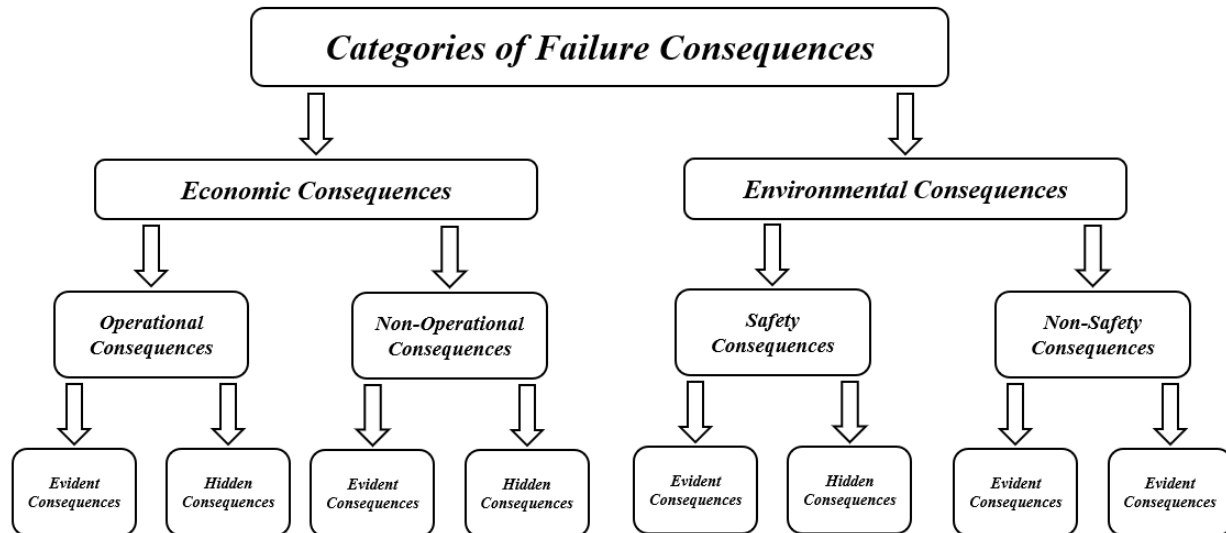 Categories of Failure Consequences
Economic Consequences
Environmental Consequences
Operational
Consequences
Non-Operational
Consequences
Safety
Consequences
Non-Safety
Consequences
Evident
Consequences
Hidden
Consequences
Evident
Consequences
Hidden
Consequences
Evident
Consequences
Hidden
Consequences
Evident
Consequences
Evident
Consequences